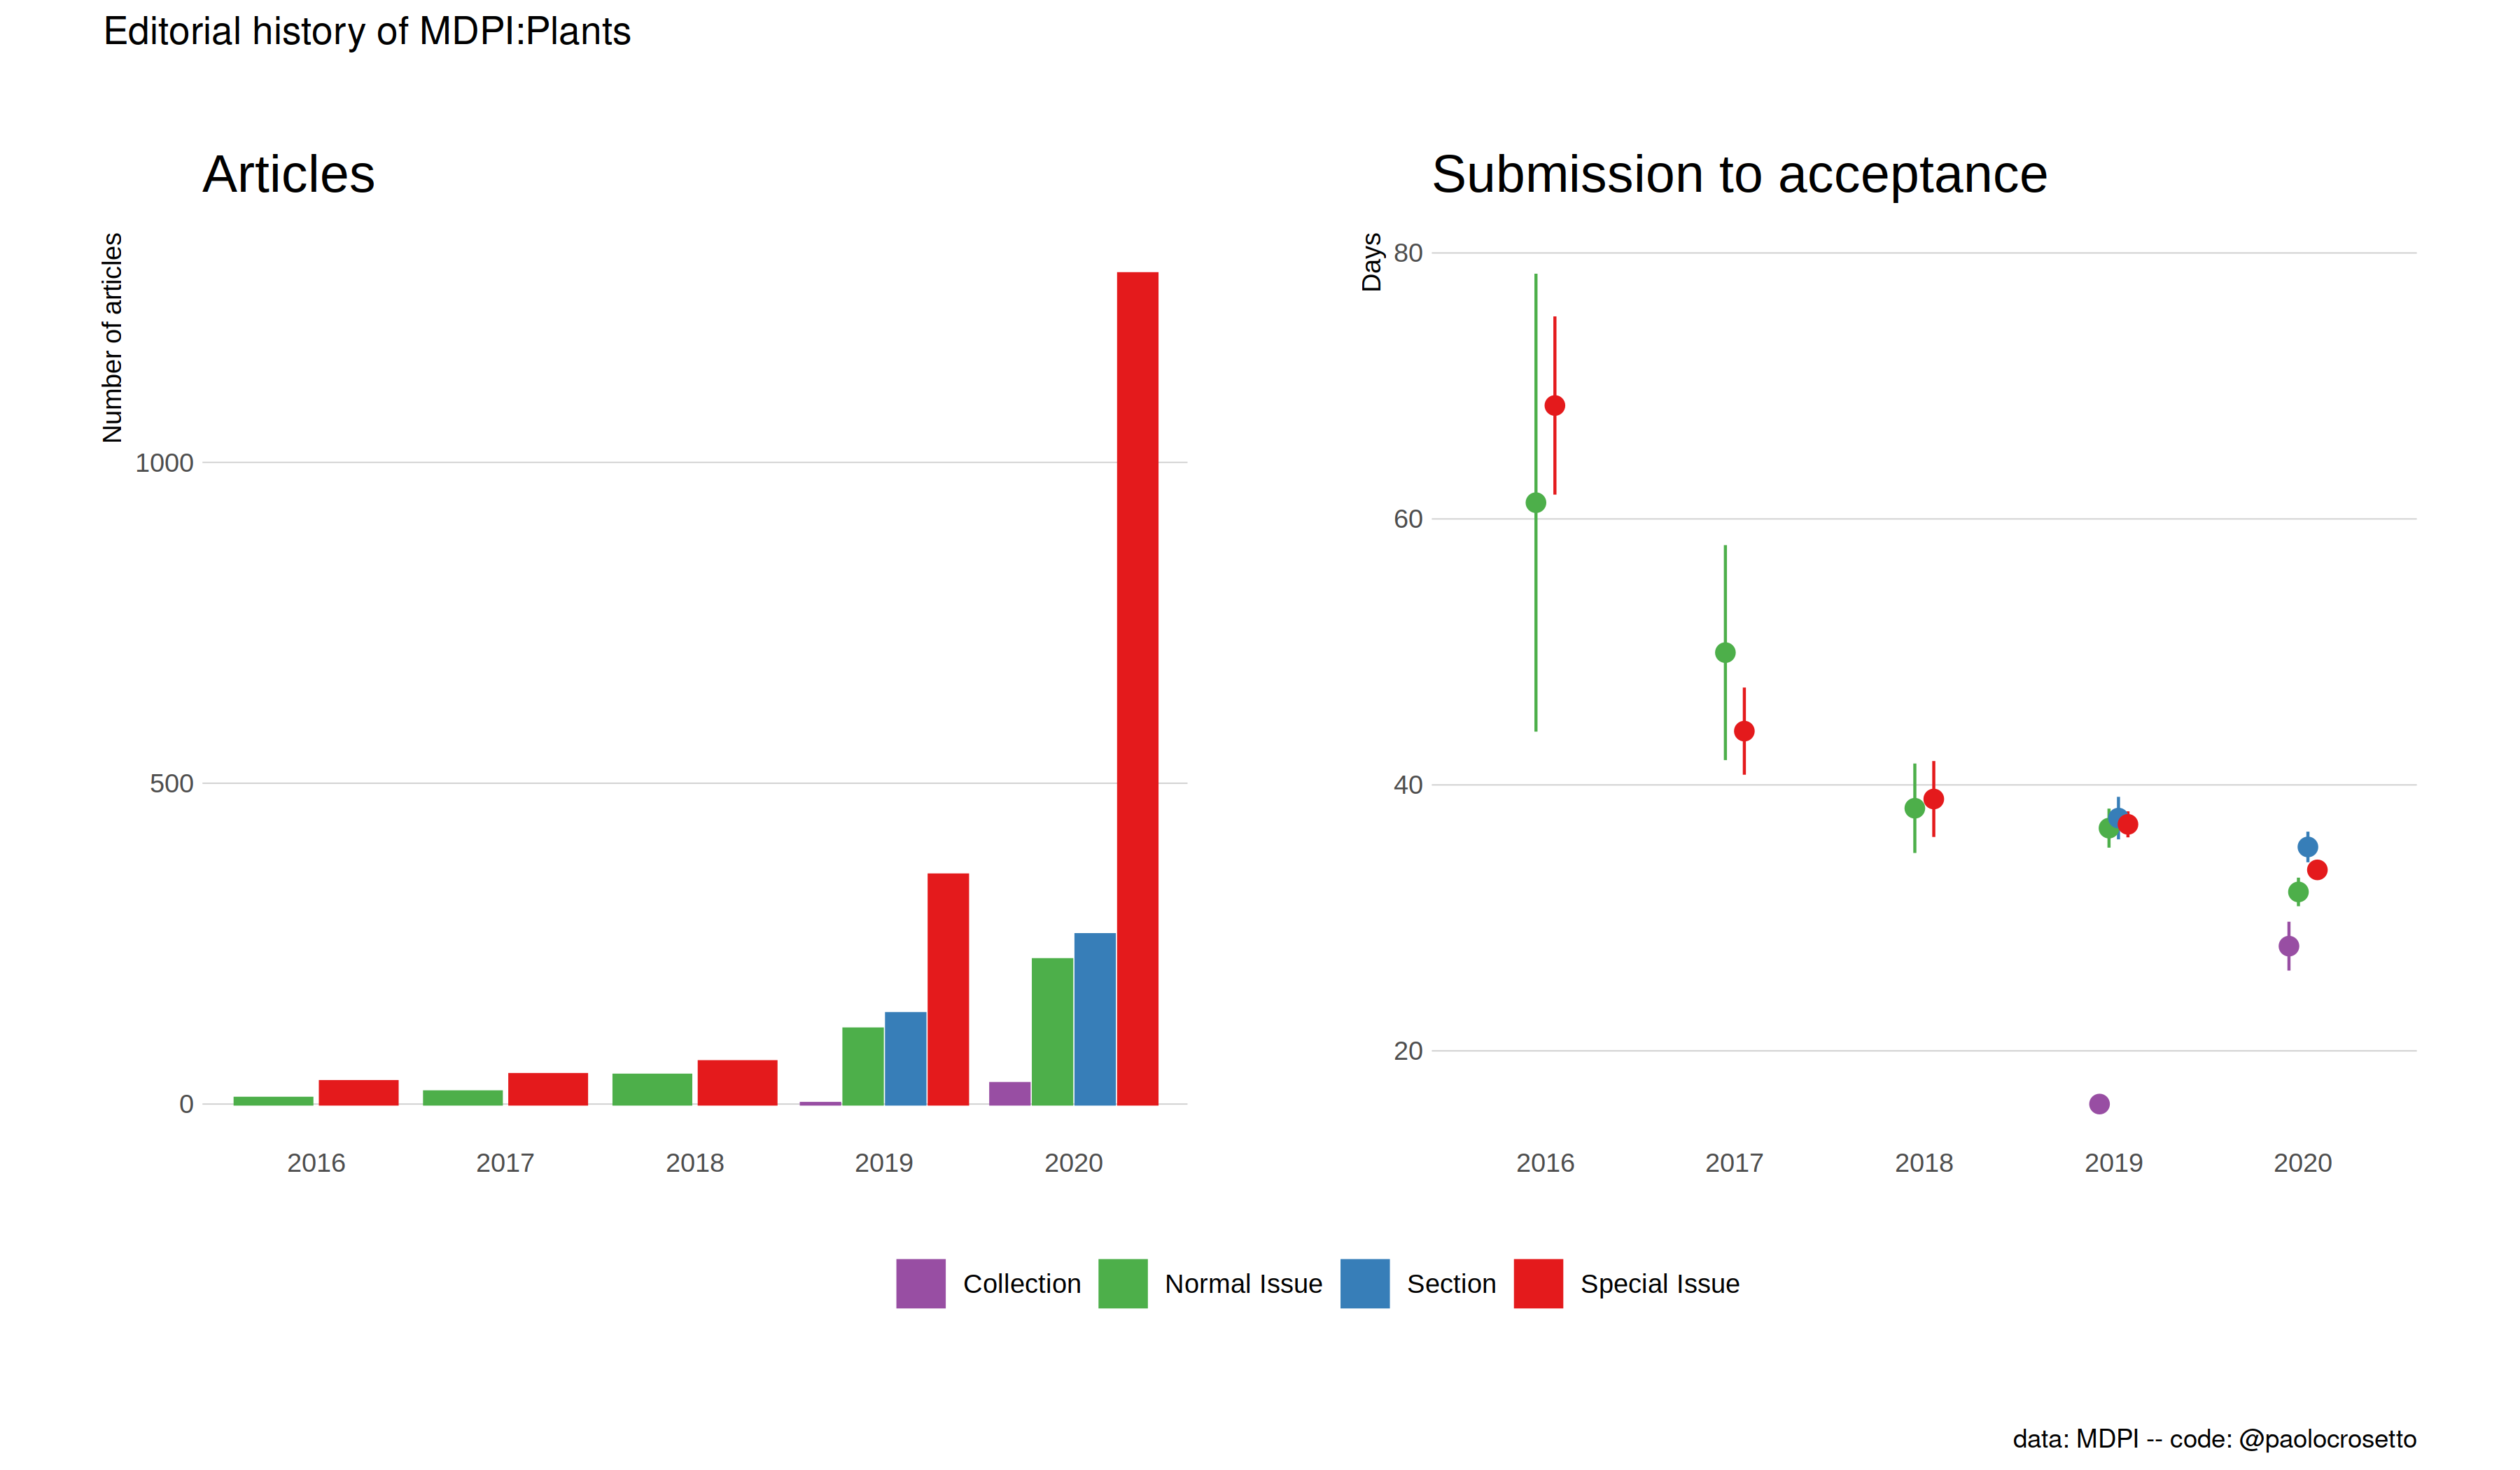 Editorial history of MDPI:Plants
Articles
Number of articles
1000
500
0
2016 2017 2018 2019 2020
Submission to acceptance
Days
80
60
40
20
2016 2017 2018 2019 2020
Collection Normal Issue Section Special Issue
data: MDPI -- code: @paolocrosetto